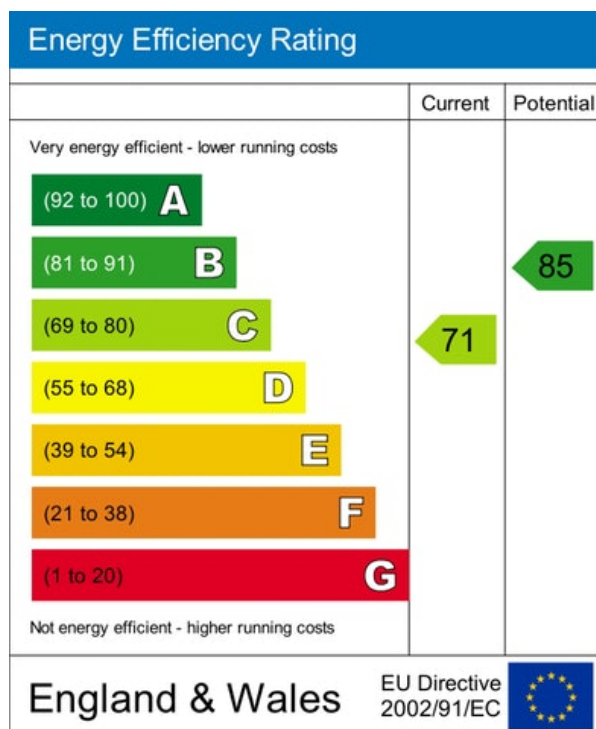 Energy Efficiency Rating
Current Potential
Very energy efficient - lower running costs
(92 to 100) A
(81 to 91) B
85
(69 to 80) C
71
(55 to 68) D
(39 to 54) E
(21 to 38) F
(1 to 20) G
Not energy efficient - higher running costs
England & Wales
EU Directive
2002/91/EC